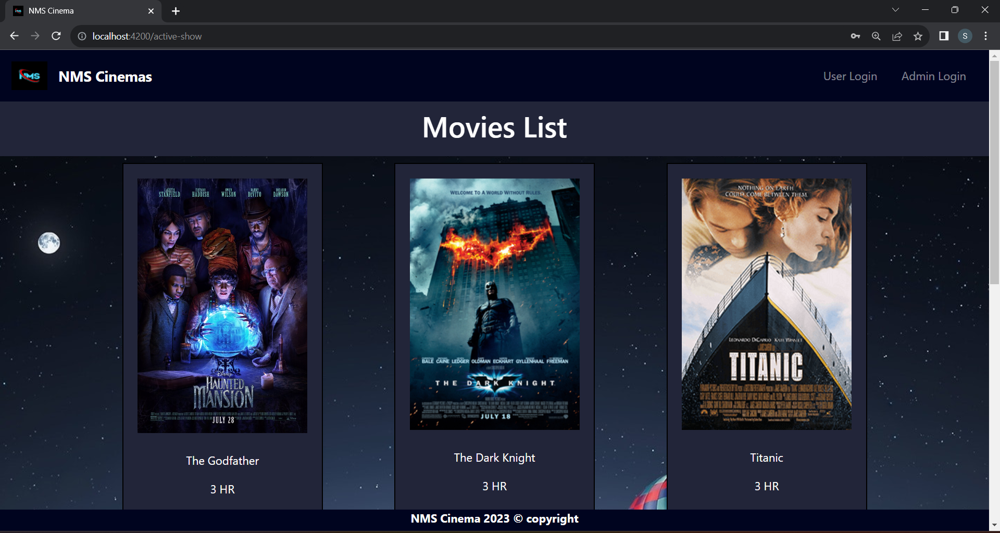 NMS Cinema
localhost:4200/active-show
S
NMS
NMS Cinemas
User Login
Admin Login
Movies List
STANFIELD HADDISH WILSON DEVITO DAWSON
Disney
HAUNTED
MANSION
JULY 28
The Godfather
3 HR
WELCOME TO A WORLD WITHOUT RULES.
BALE CAINE LEDGER OLDMAN ECKHART GYLLENHAAL FREEMAN
THE DARK KNIGHT
JULY 18
The Dark Knight
3 HR
NOTHING ON EARTH
COULD COME BETWEEN THEM.
LEONARDO DICAPRIO KATE WINSLET
TITANIC
Titanic
3 HR
NMS Cinema 2023 © copyright